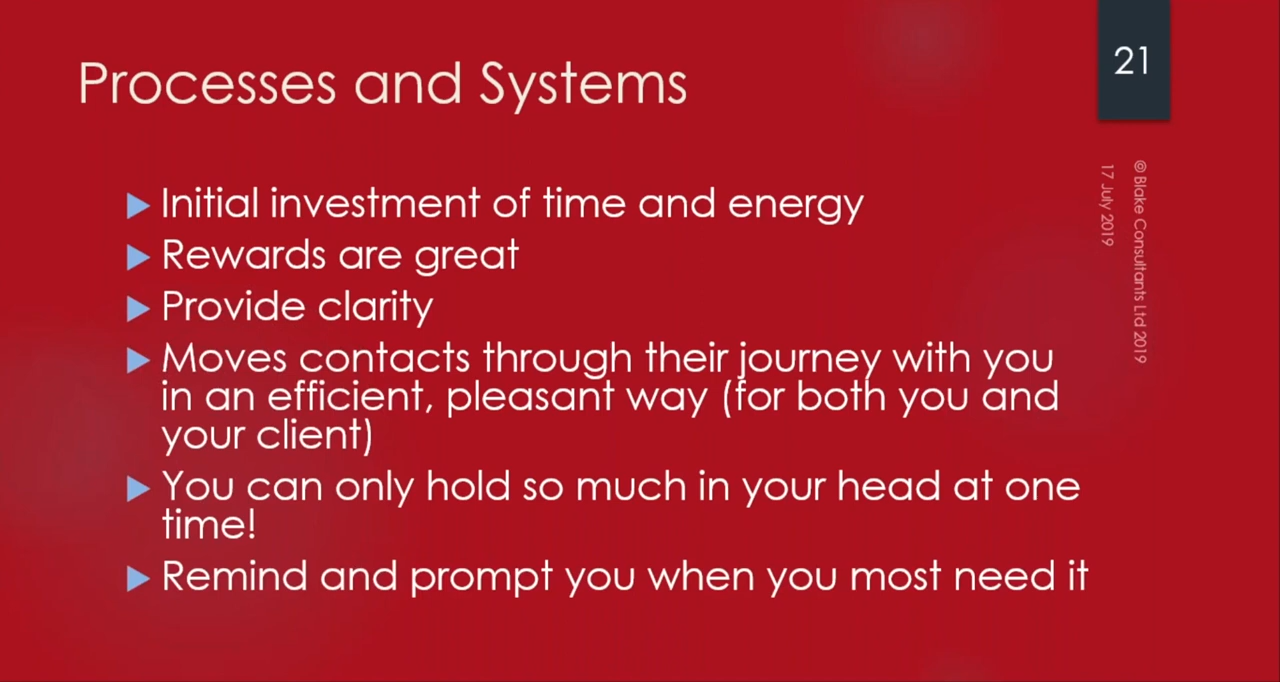 Processes and Systems
21
Initial investment of time and energy
Rewards are great
Provide clarity
Moves contacts through their journey with you
in an efficient, pleasant way (for both you and
your client)
You can only hold so much in your head at one
time!
Remind and prompt you when you most need it
@ Blake Consultants Ltd 2019
17 July 2019